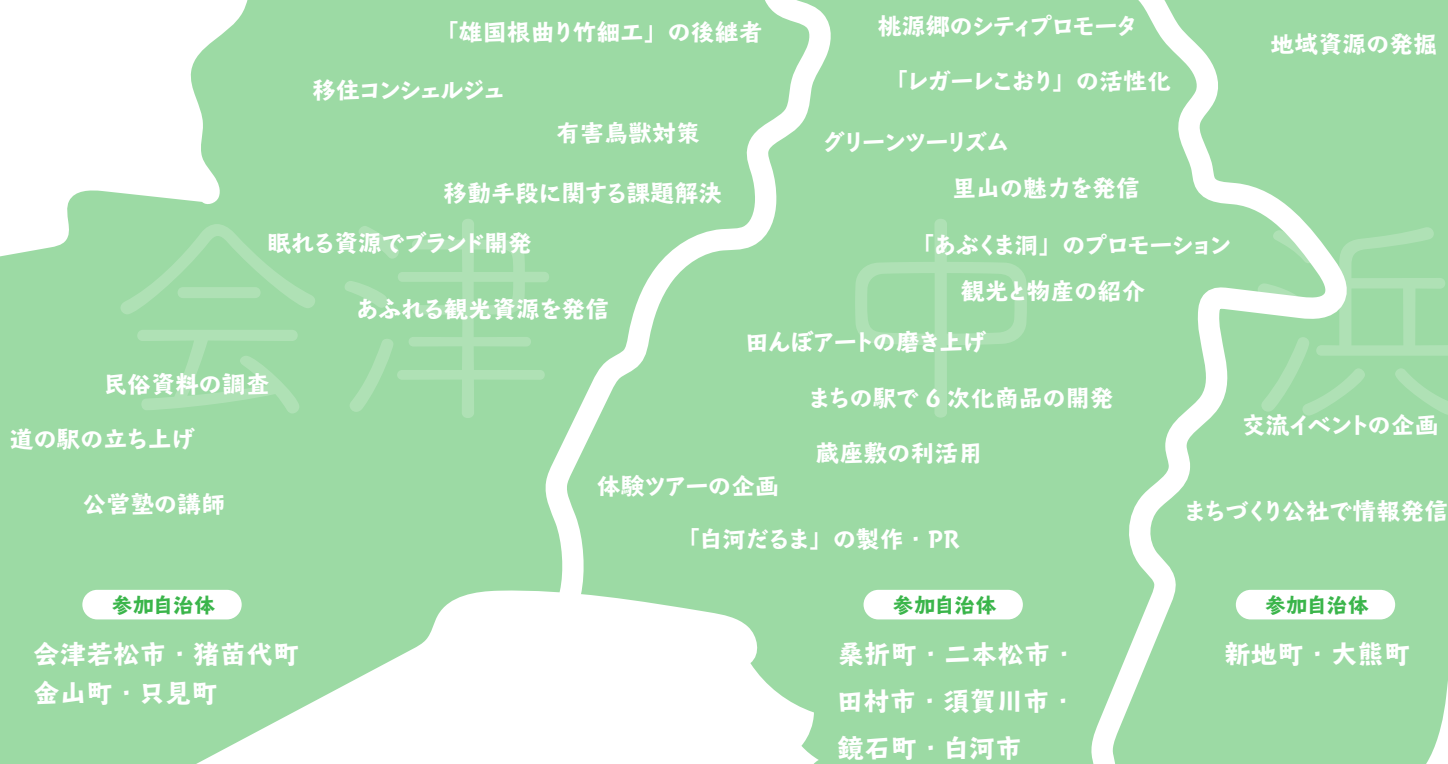 「雄国根曲り竹細工」の後継者
移住コンシェルジュ
有害鳥獣対策
移動手段に関する課題解決
眠れる資源でブランド開発
あふれる観光資源を発信
会津
民俗資料の調査
道の駅の立ち上げ
公営塾の講師
参加自治体
会津若松市・猪苗代町
金山町・只見町
桃源郷のシティプロモータ
「レガーレこおり」の活性化
グリーンツーリズム
里山の魅力を発信
「あぶくま洞」のプロモーション
観光と物産の紹介
中
田んぼアートの磨き上げ
まちの駅で6次化商品の開発
蔵座敷の利活用
体験ツアーの企画
「白河だるま」の製作・PR
参加自治体
桑折町・二本松市・
田村市・須賀川市・
鏡石町・白河市
地域資源の発掘
浜
交流イベントの企画
まちづくり公社で情報発信
参加自治体
新地町・大熊町